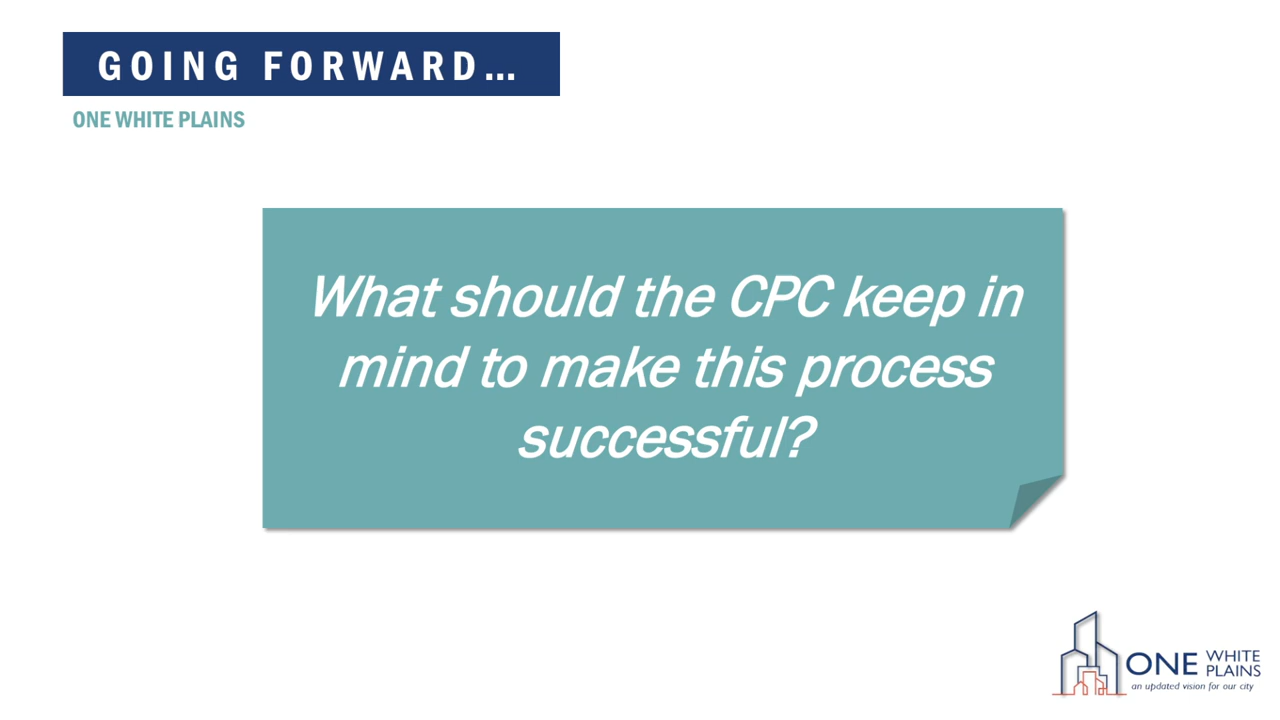 GOING FORWARD...
ONE WHITE PLAINS
What should the CPC keep in
mind to make this process
successful?
ONE WHITE
PLAINS
an updated vision for our city